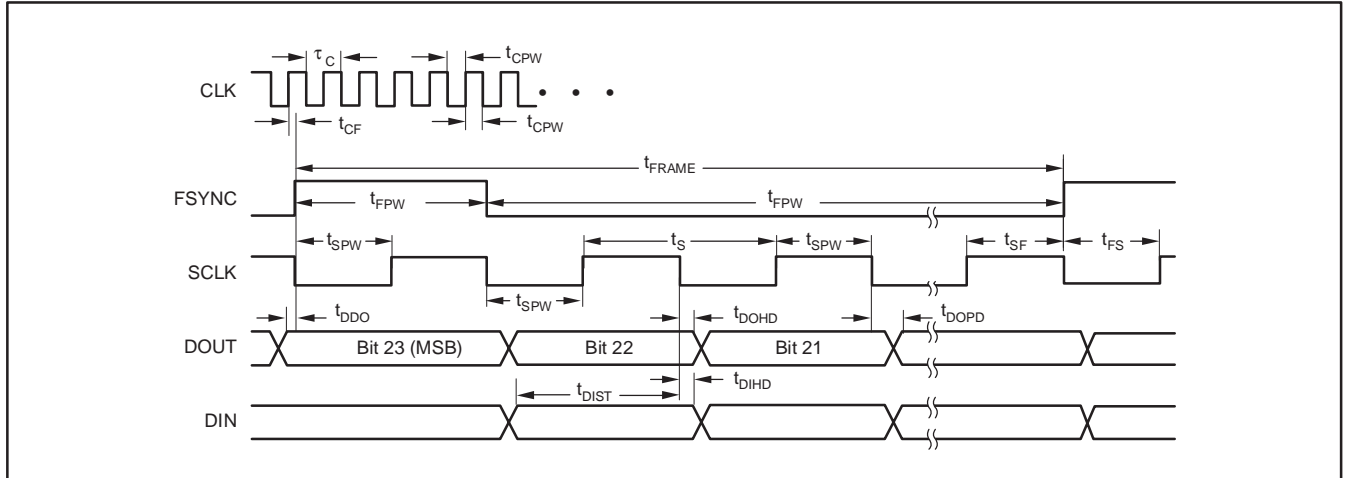 τC tCPW
CLK • • •
tCF tCPW
tFRAME
FSYNC tFPW tFPW
tSPW tS tSPW tSF tFS
SCLK
tSPW
tDDO tDOHD tDOPD
DOUT Bit 23 (MSB) Bit 22 Bit 21
tDIST tDIHD
DIN